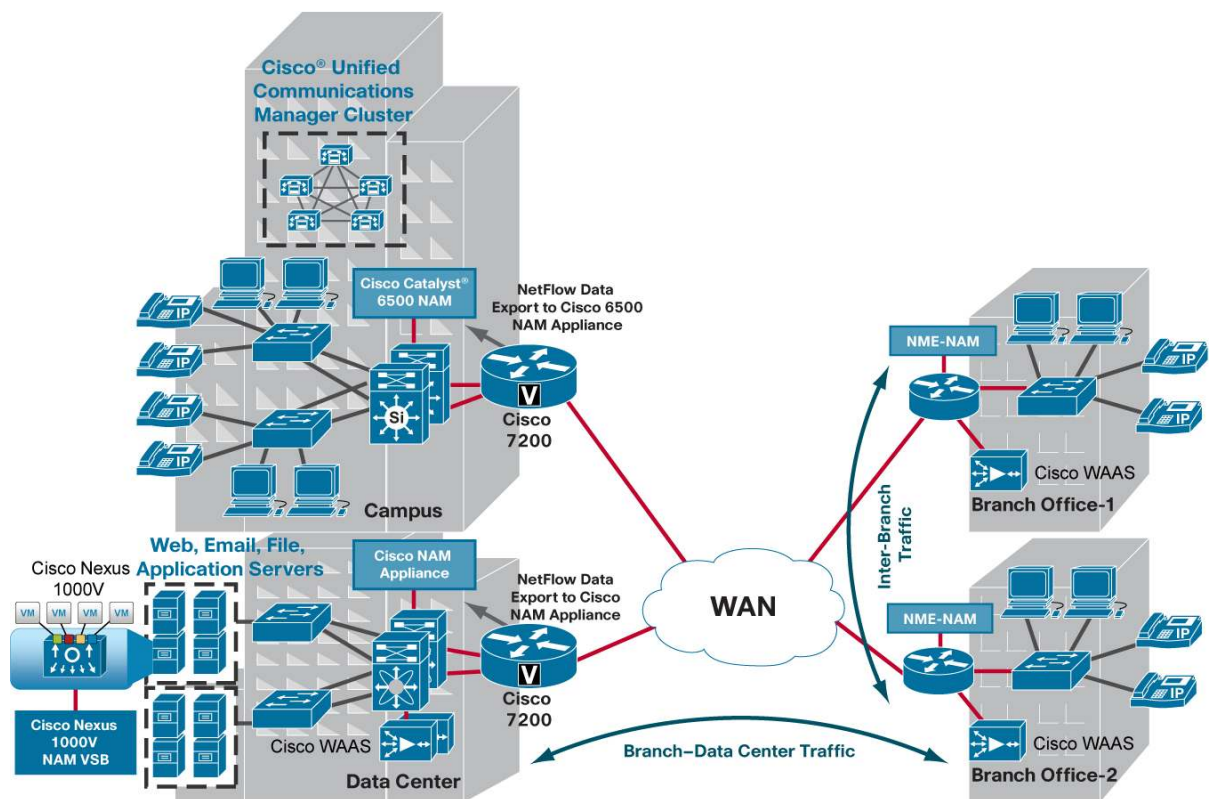 Cisco® Unified
Communications
Manager Cluster
Cisco Catalyst®
6500 NAM
NetFlow Data
Export to Cisco 6500
NAM Appliance
IP
IP
IP
IP
Si
V
Cisco
7200
Campus
NME-NAM
IP
IP
Cisco WAAS
Branch Office-1
Inter-Branch
Traffic
WAN
Web, Email, File,
Application Servers
Cisco Nexus
1000V
VM
VM
VM
VM
Cisco Nexus
1000V
NAM VSB
Cisco NAM
Appliance
NetFlow Data
Export to Cisco
NAM Appliance
V
Cisco
7200
Cisco WAAS
Data Center
Branch–Data Center Traffic
NME-NAM
IP
IP
Cisco WAAS
Branch Office-2